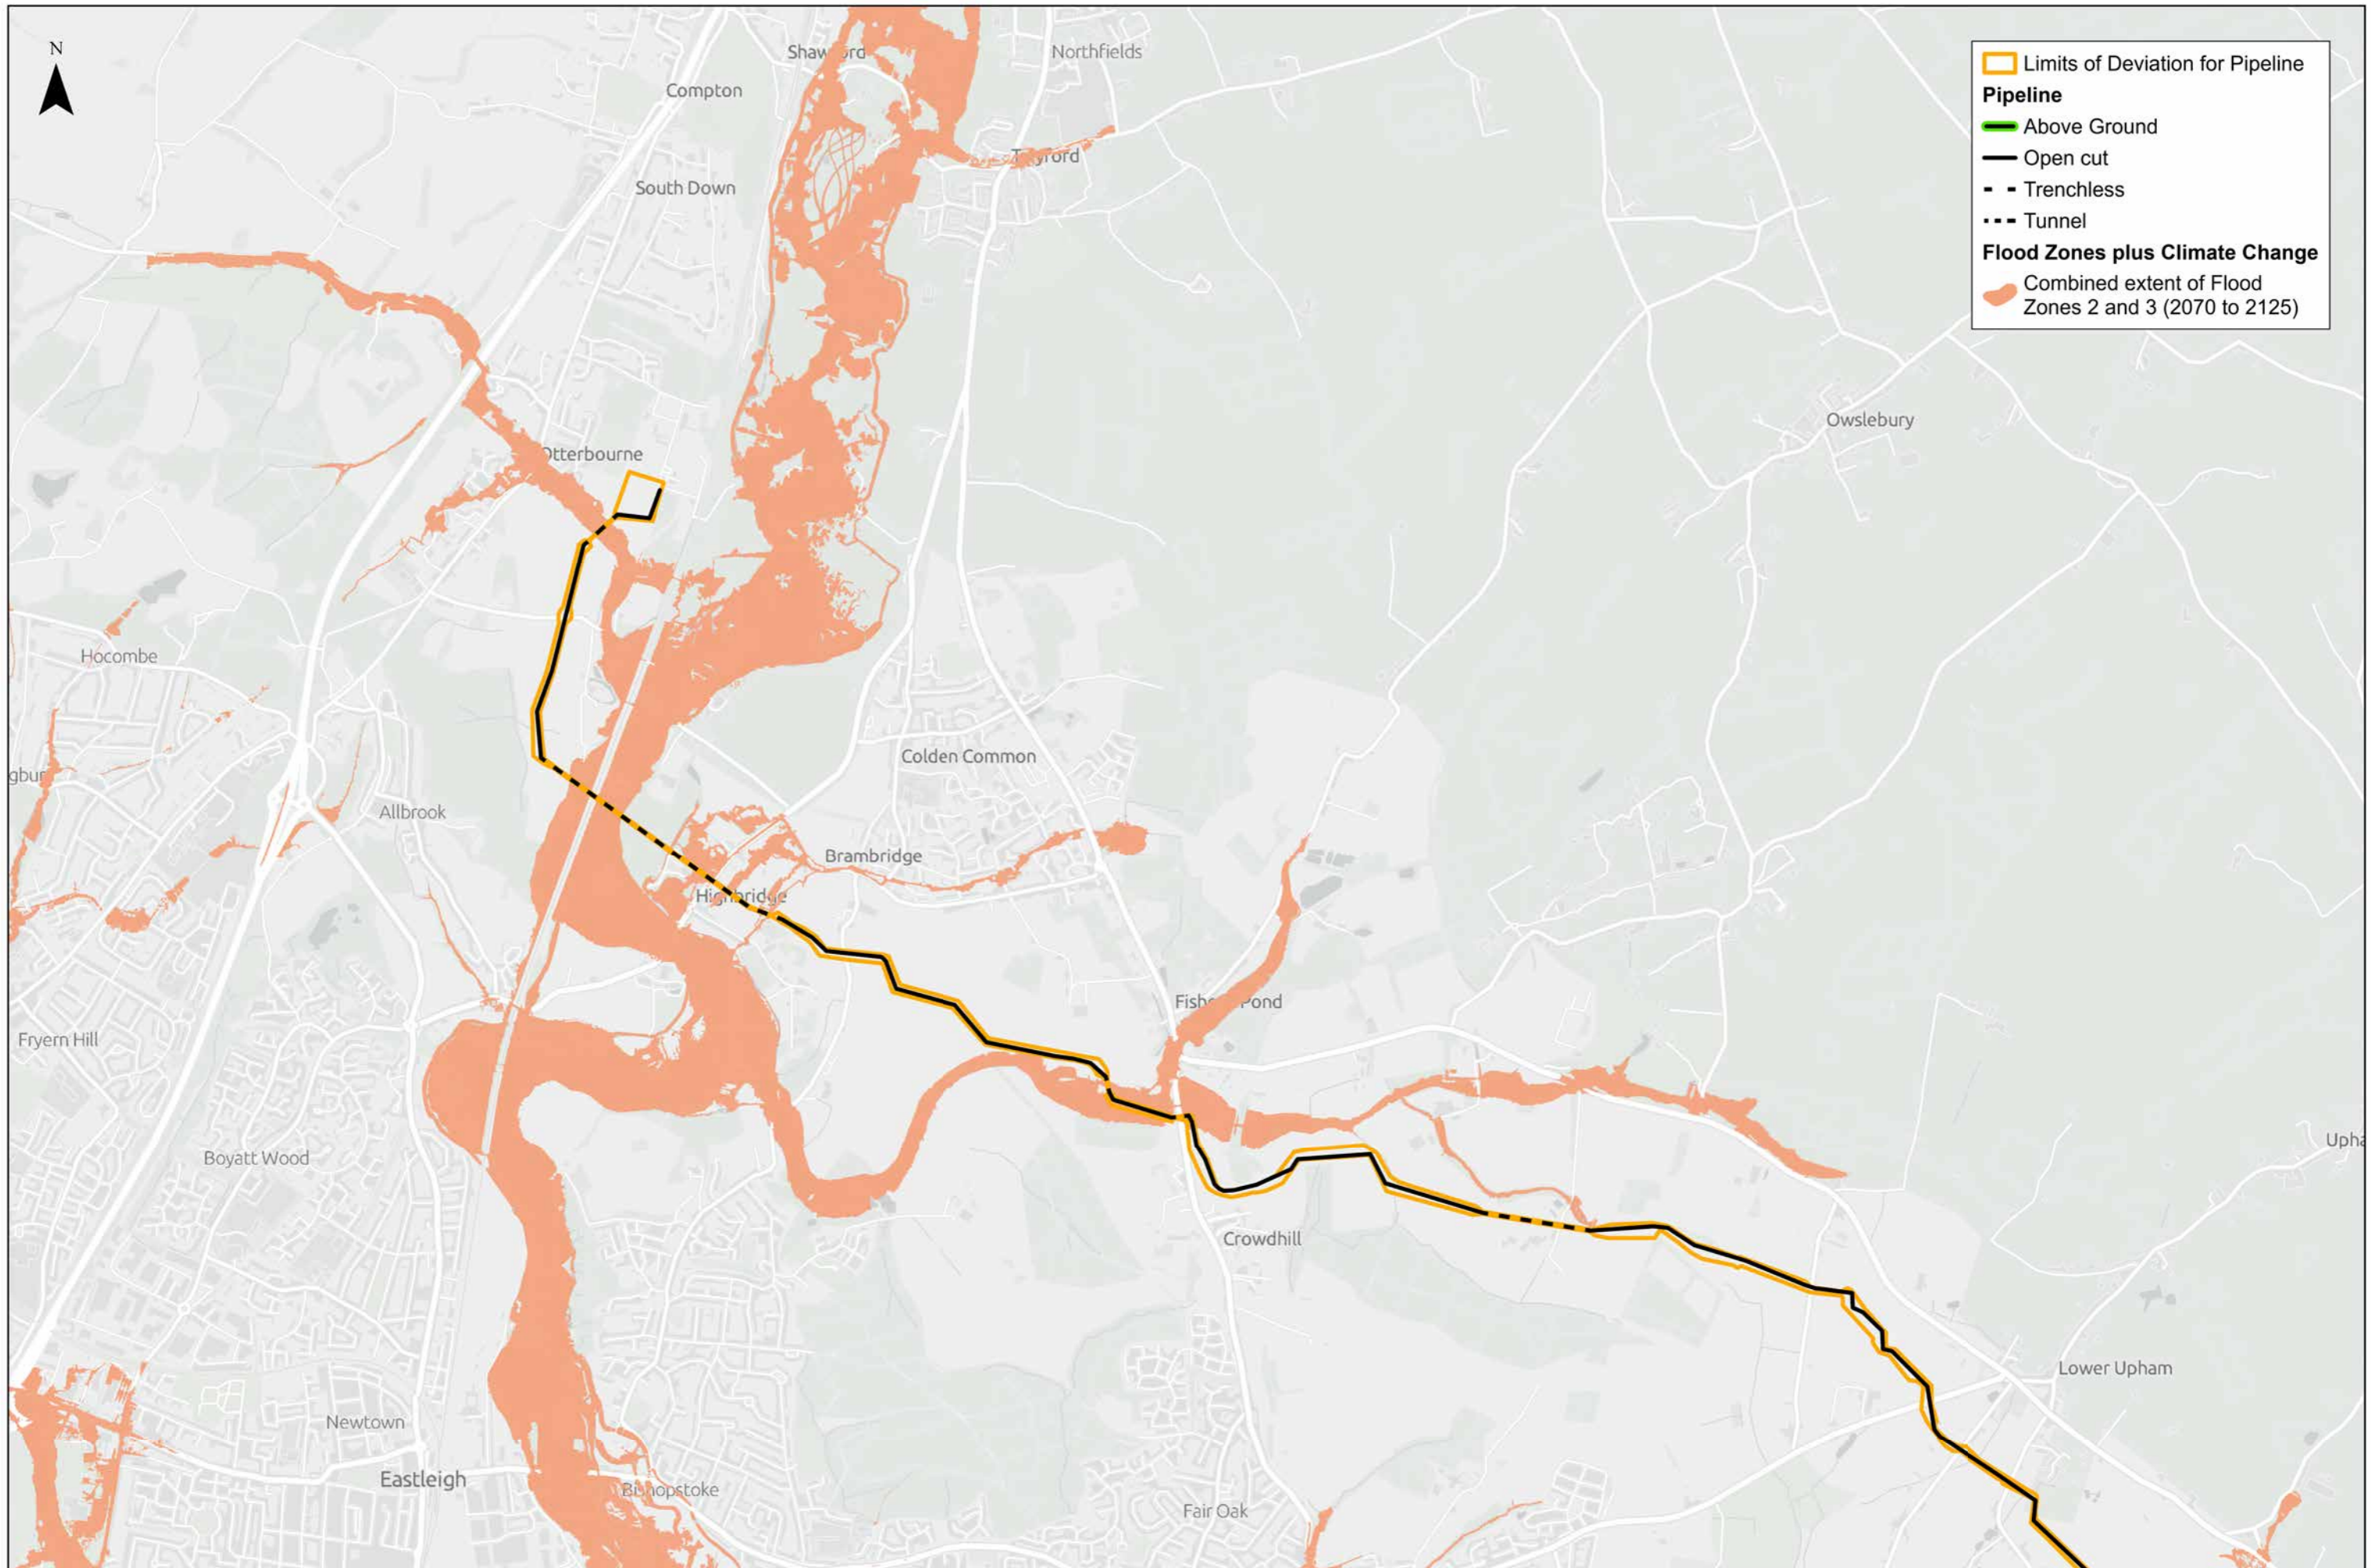 N
Northfields
Compton
South Down
Otterbourne
Owslebury
Hocombe
Colden Common
Allbrook
Brambridge
Highbridge
Fryern Hill
Boyatt Wood
Crowdhill
Lower Upham
Newtown
Eastleigh
Fair Oak
Limits of Deviation for Pipeline
Pipeline
Above Ground
Open cut
Trenchless
Tunnel
Flood Zones plus Climate Change
Combined extent of Flood
Zones 2 and 3 (2070 to 2125)